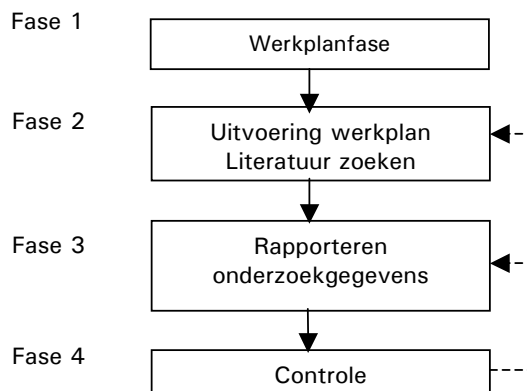 Fase 1
Werkplanfase
Fase 2
Uitvoering werkplan
Literatuur zoeken
Fase 3
Rapporteren
onderzoekgegevens
Fase 4
Controle